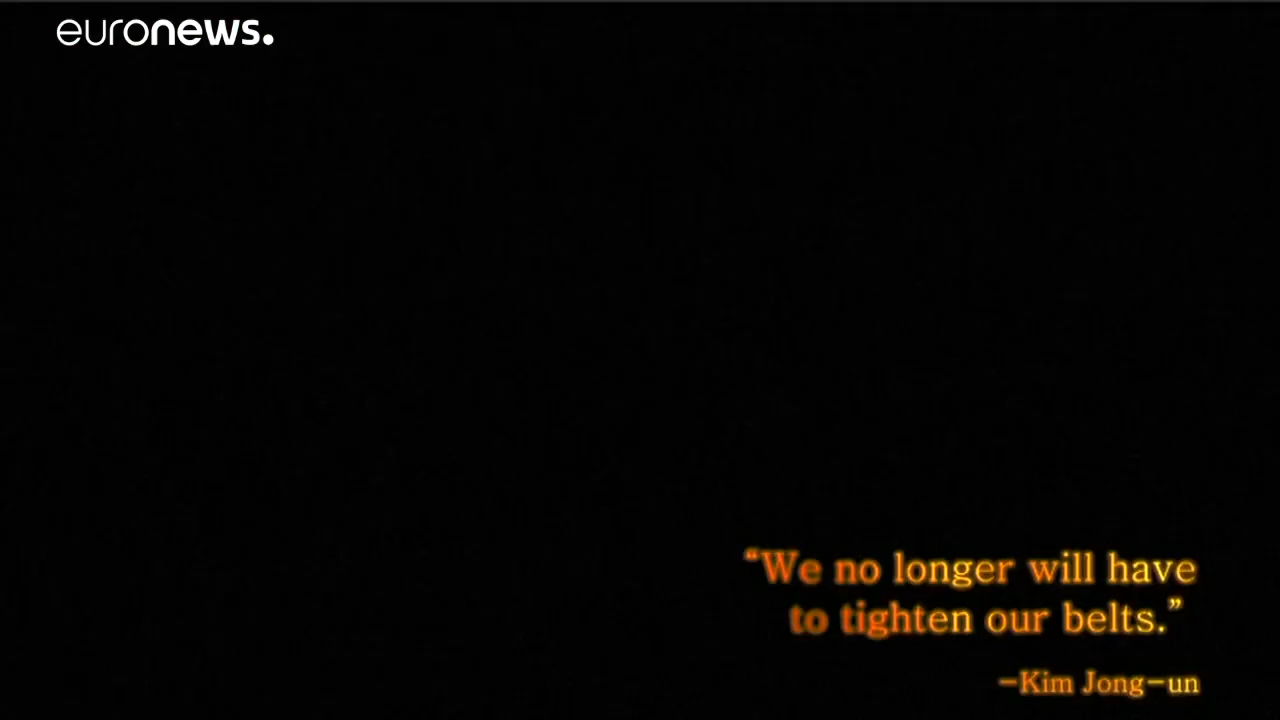 euronews.
“We no longer will have
to tighten our belts.”
-Kim Jong-un